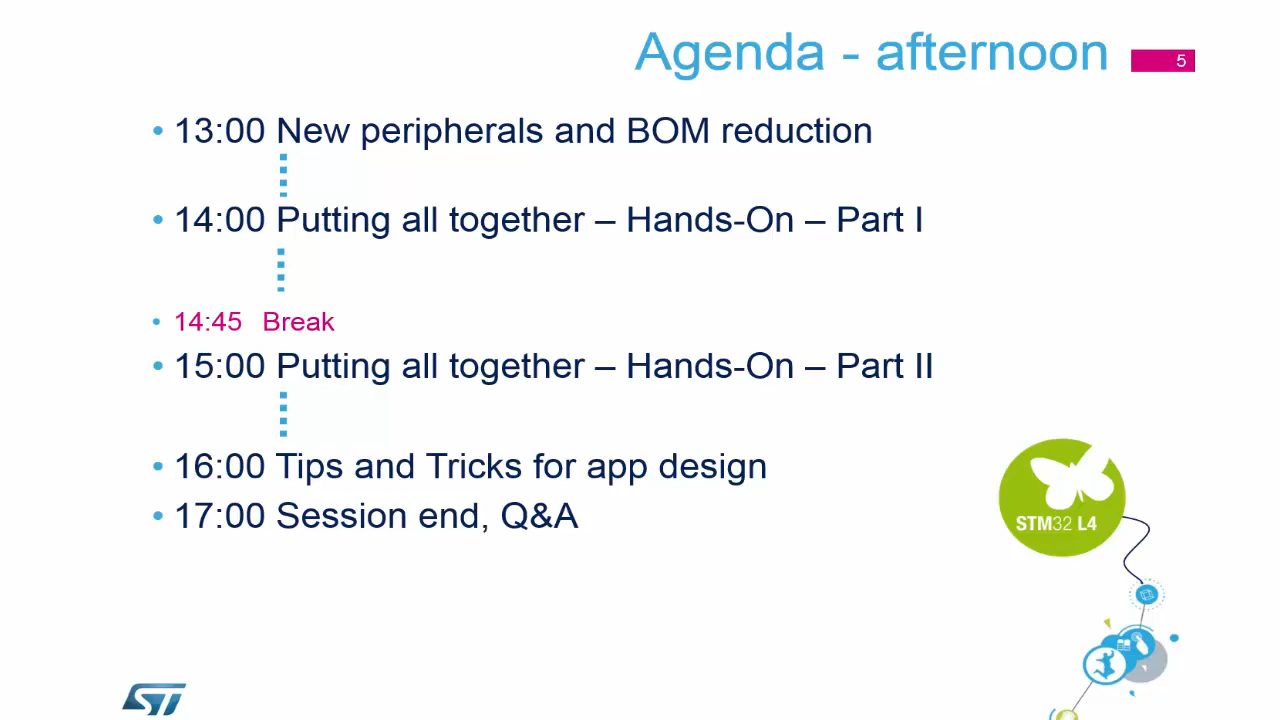 Agenda - afternoon
5
• 13:00 New peripherals and BOM reduction
• 14:00 Putting all together – Hands-On – Part I
• 14:45 Break
• 15:00 Putting all together – Hands-On – Part II
• 16:00 Tips and Tricks for app design
• 17:00 Session end, Q&A
STM32 L4
ST